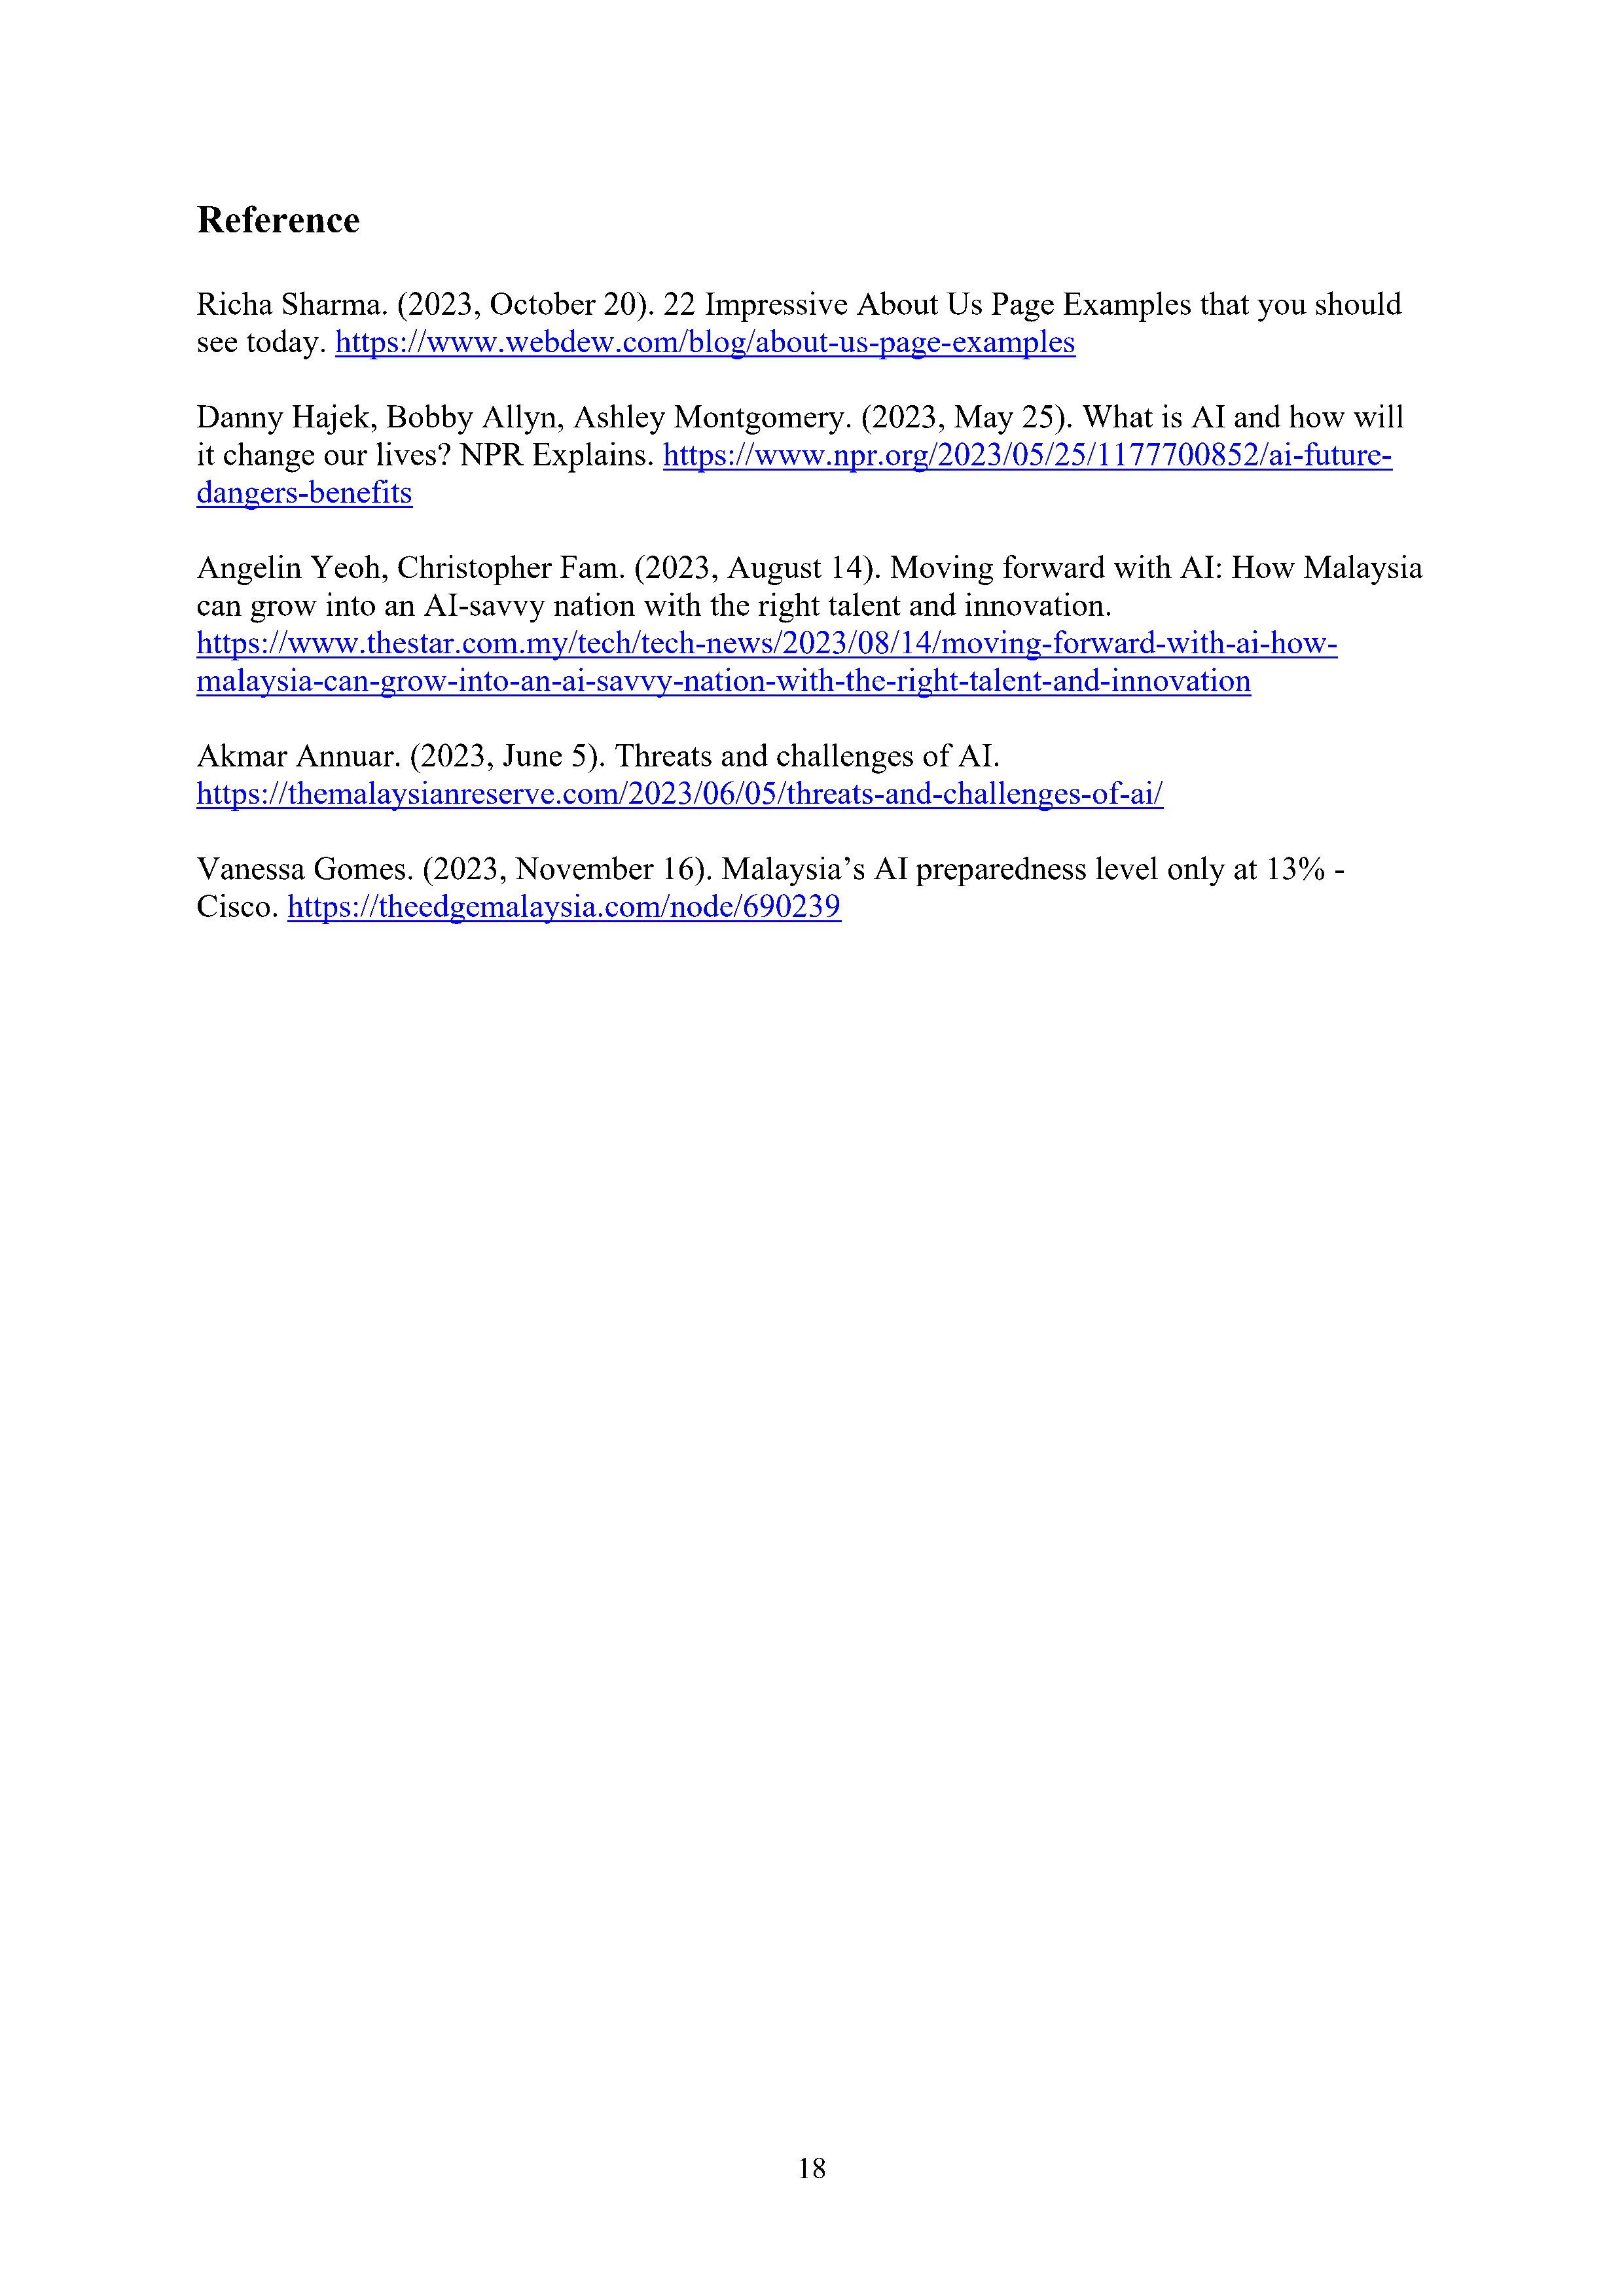 Reference
Richa Sharma. (2023, October 20). 22 Impressive About Us Page Examples that you should
see today. https://www.webdew.com/blog/about-us-page-examples
Danny Hajek, Bobby Allyn, Ashley Montgomery. (2023, May 25). What is AI and how will
it change our lives? NPR Explains. https://www.npr.org/2023/05/25/1177700852/ai-future-
dangers-benefits
Angelin Yeoh, Christopher Fam. (2023, August 14). Moving forward with AI: How Malaysia
can grow into an AI-savvy nation with the right talent and innovation.
https://www.thestar.com.my/tech/tech-news/2023/08/14/moving-forward-with-ai-how-
malaysia-can-grow-into-an-ai-savvy-nation-with-the-right-talent-and-innovation
Akmar Annuar. (2023, June 5). Threats and challenges of AI.
https://themalaysianreserve.com/2023/06/05/threats-and-challenges-of-ai/
Vanessa Gomes. (2023, November 16). Malaysia’s AI preparedness level only at 13% -
Cisco. https://theedgemalaysia.com/node/690239
18